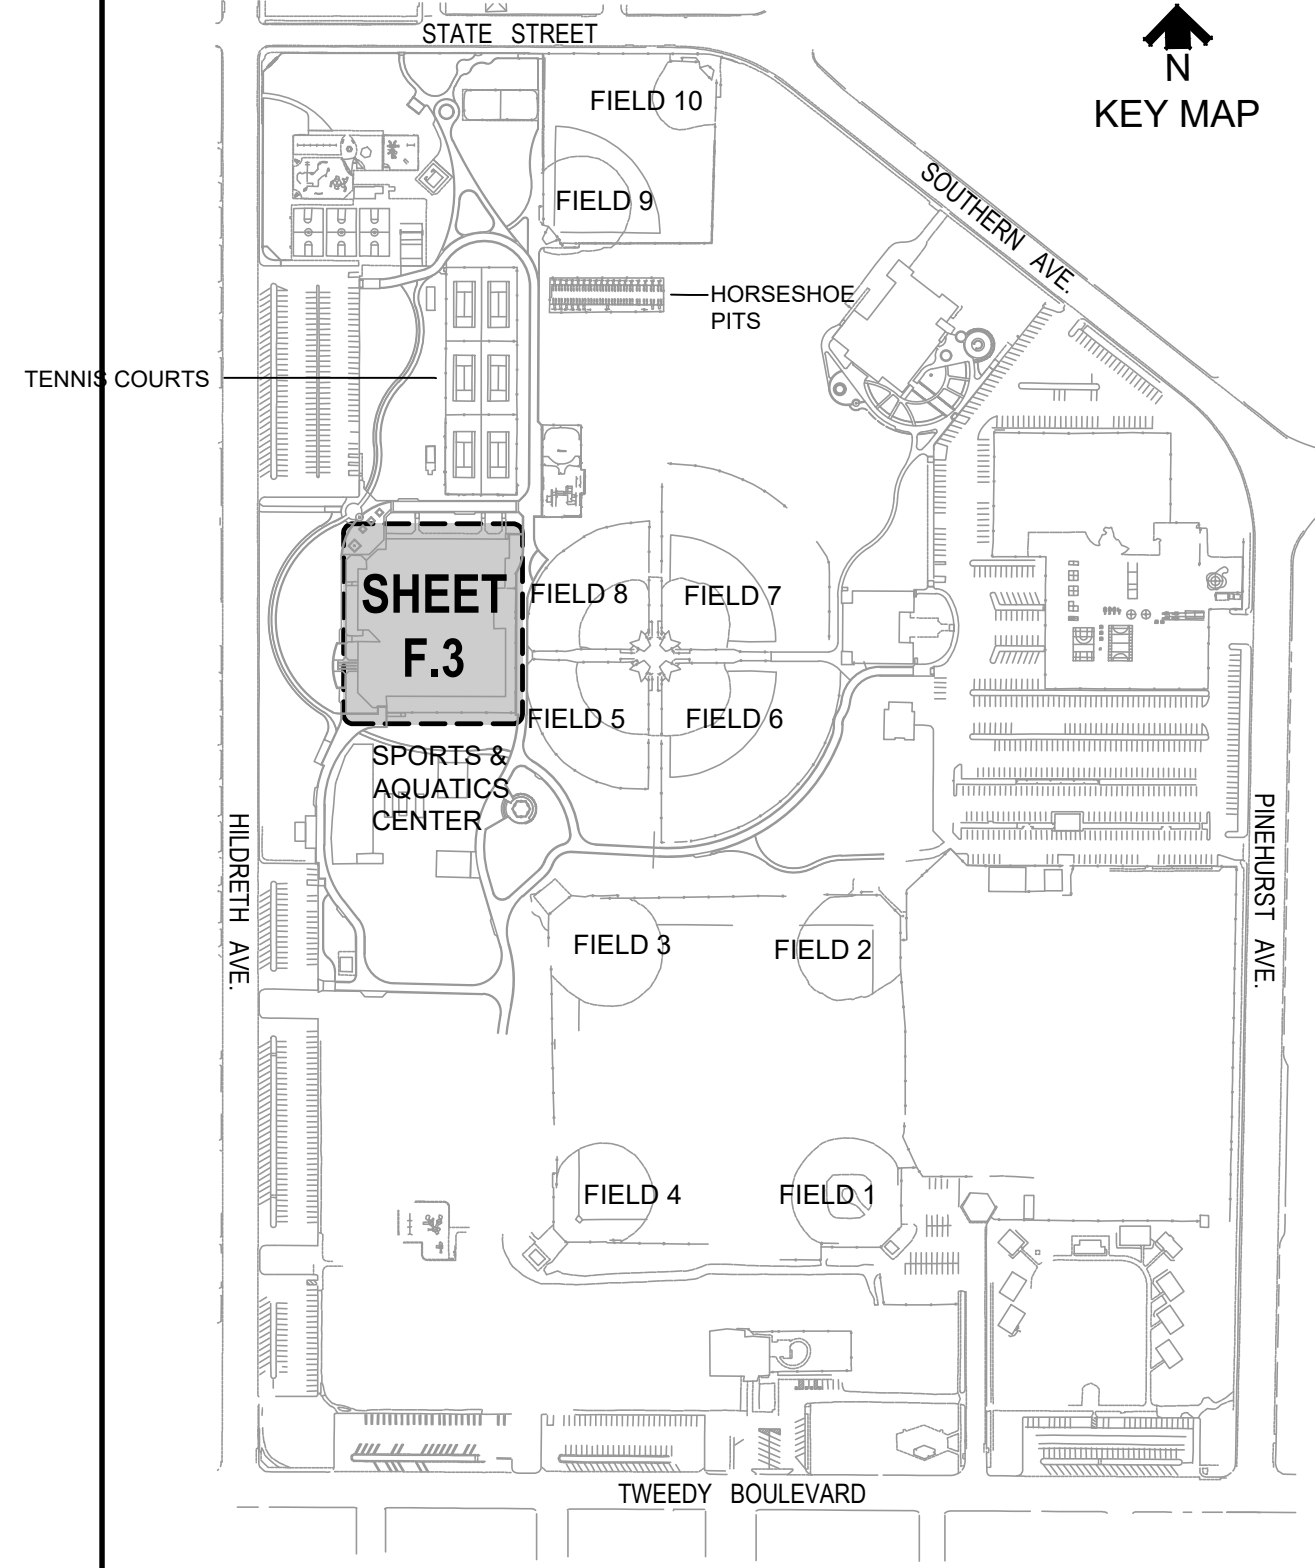 STATE STREET
N
KEY MAP
FIELD 10
SOUTHERN AVE.
FIELD 9
HORSESHOE
PITS
TENNIS COURTS
SHEET
F.3
FIELD 8
FIELD 7
FIELD 5
FIELD 6
SPORTS &
AQUATICS
CENTER
HILDRETH AVE.
PINEHURST AVE.
FIELD 3
FIELD 2
FIELD 4
FIELD 1
TWEEDY BOULEVARD